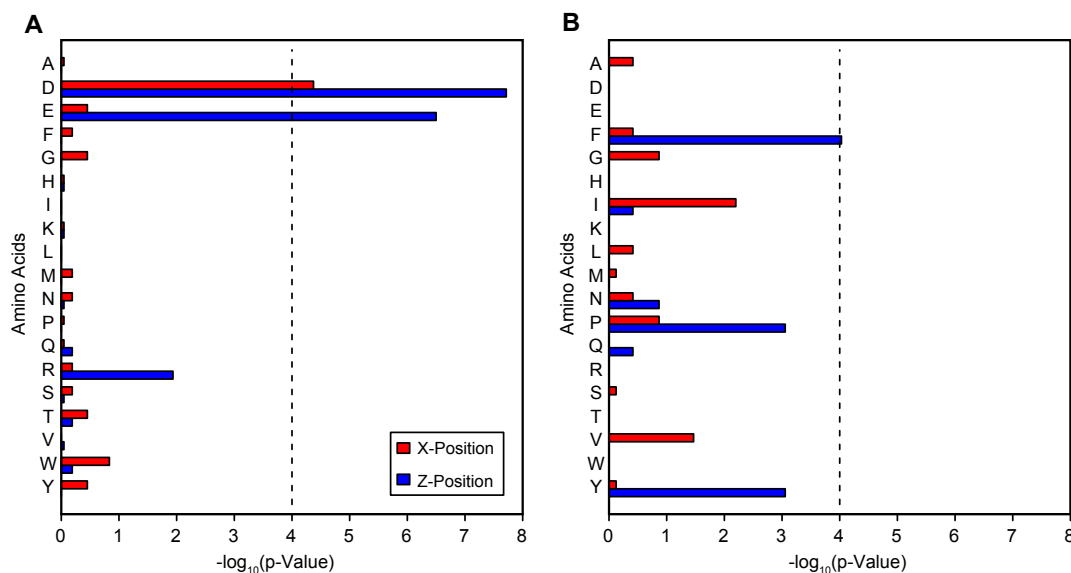 A
Amino Acids
A
D
E
F
G
H
I
K
L
M
N
P
Q
R
S
T
V
W
Y
X-Position
Z-Position
0 1 2 3 4 5 6 7 8
-log10(p-Value)
B
Amino Acids
A
D
E
F
G
H
I
K
L
M
N
P
Q
R
S
T
V
W
Y
0 1 2 3 4 5 6 7 8
-log10(p-Value)